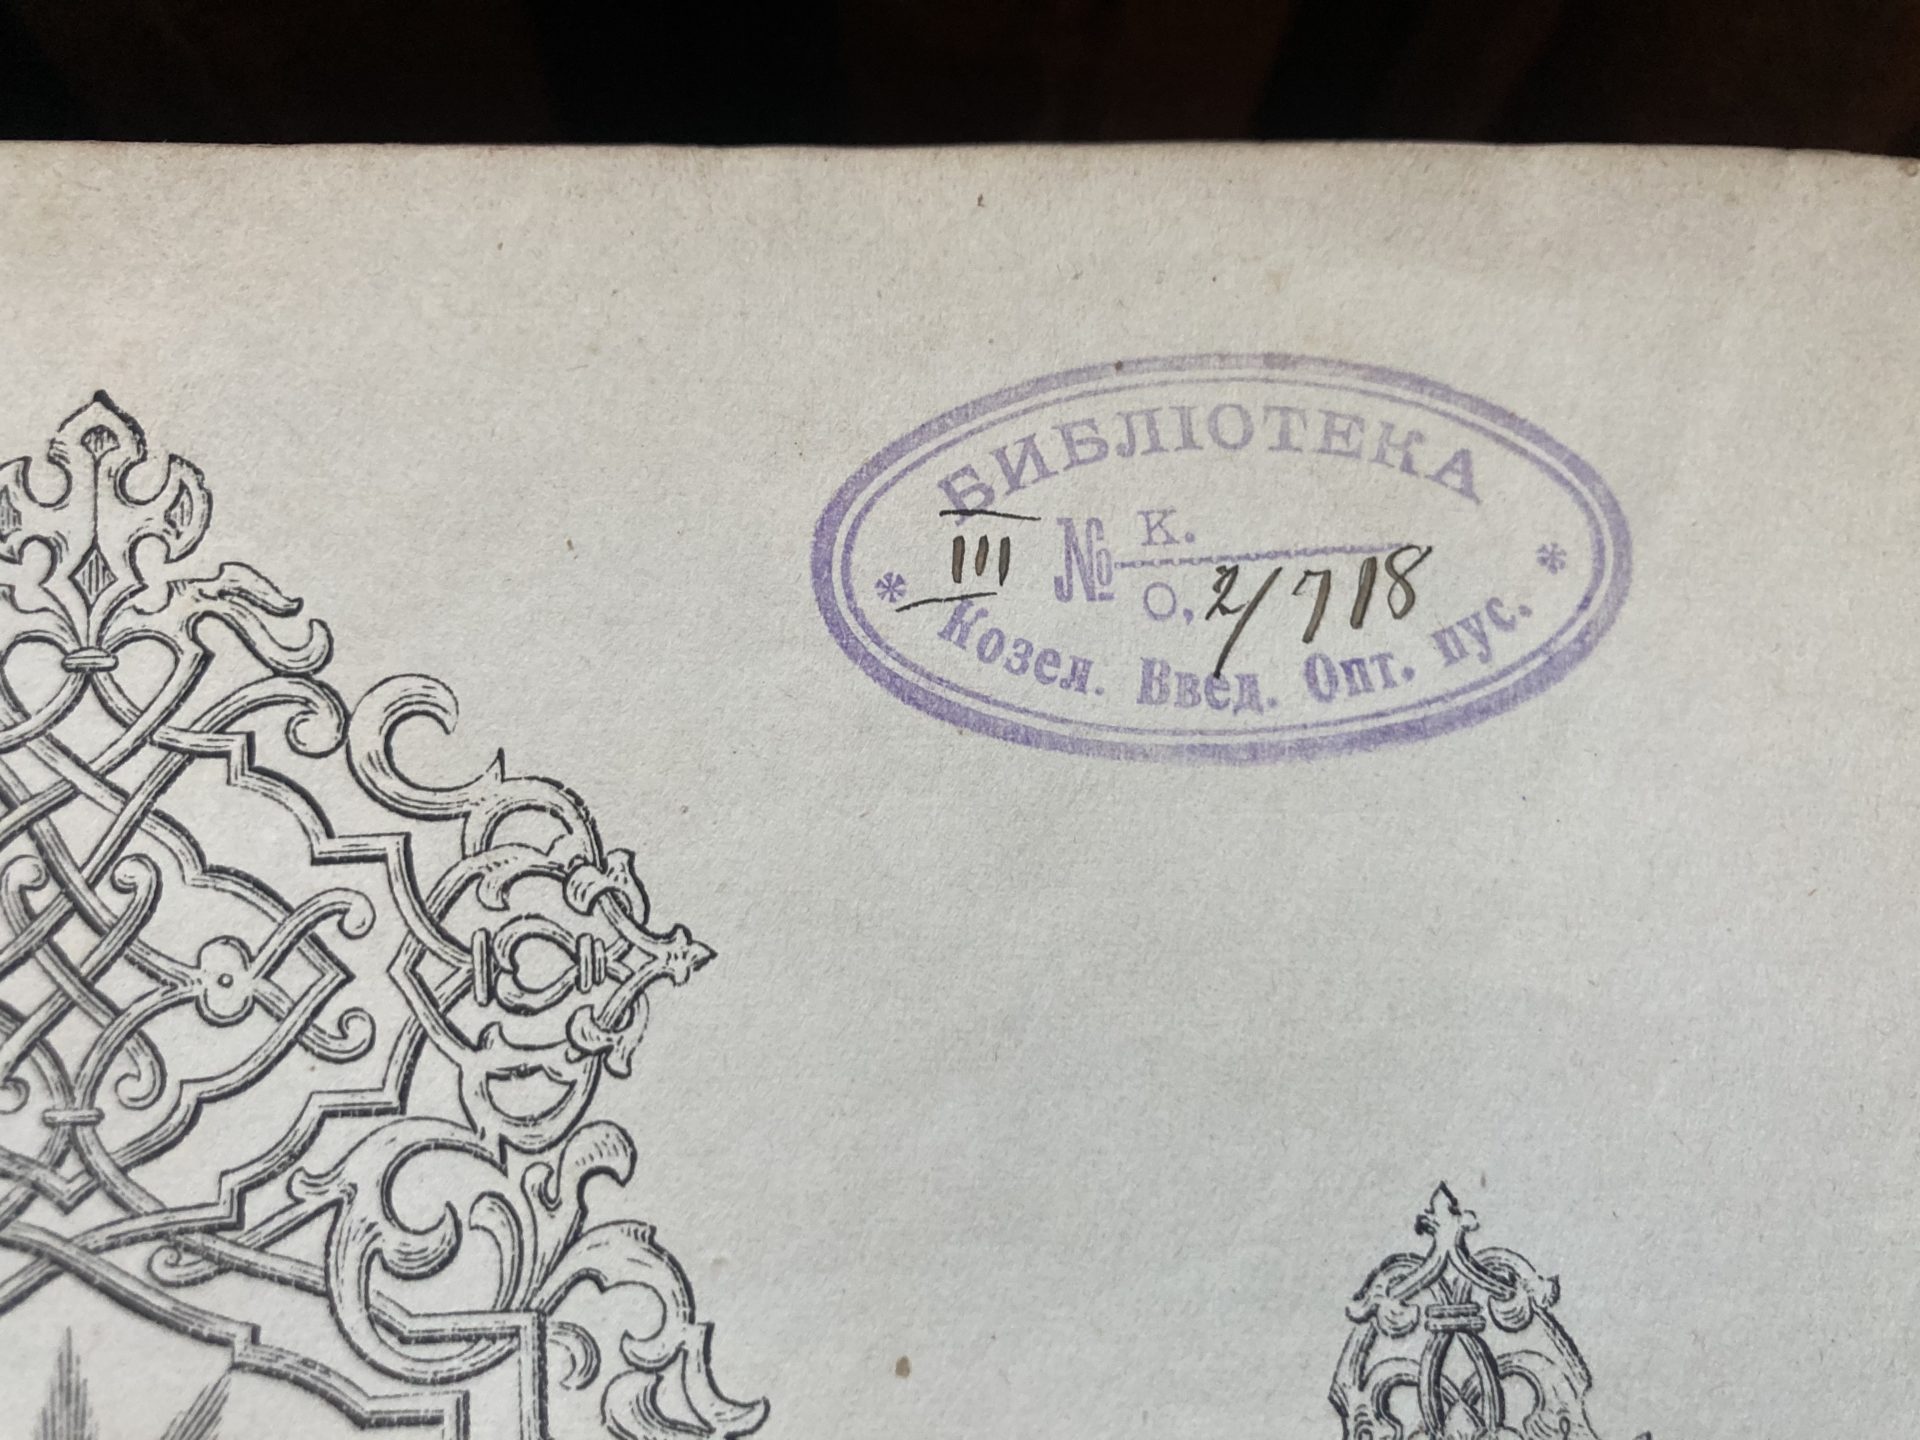 БИБЛІОТЕКА
III № К.
О, 2/718
Козел. Введ. Опт. пус.